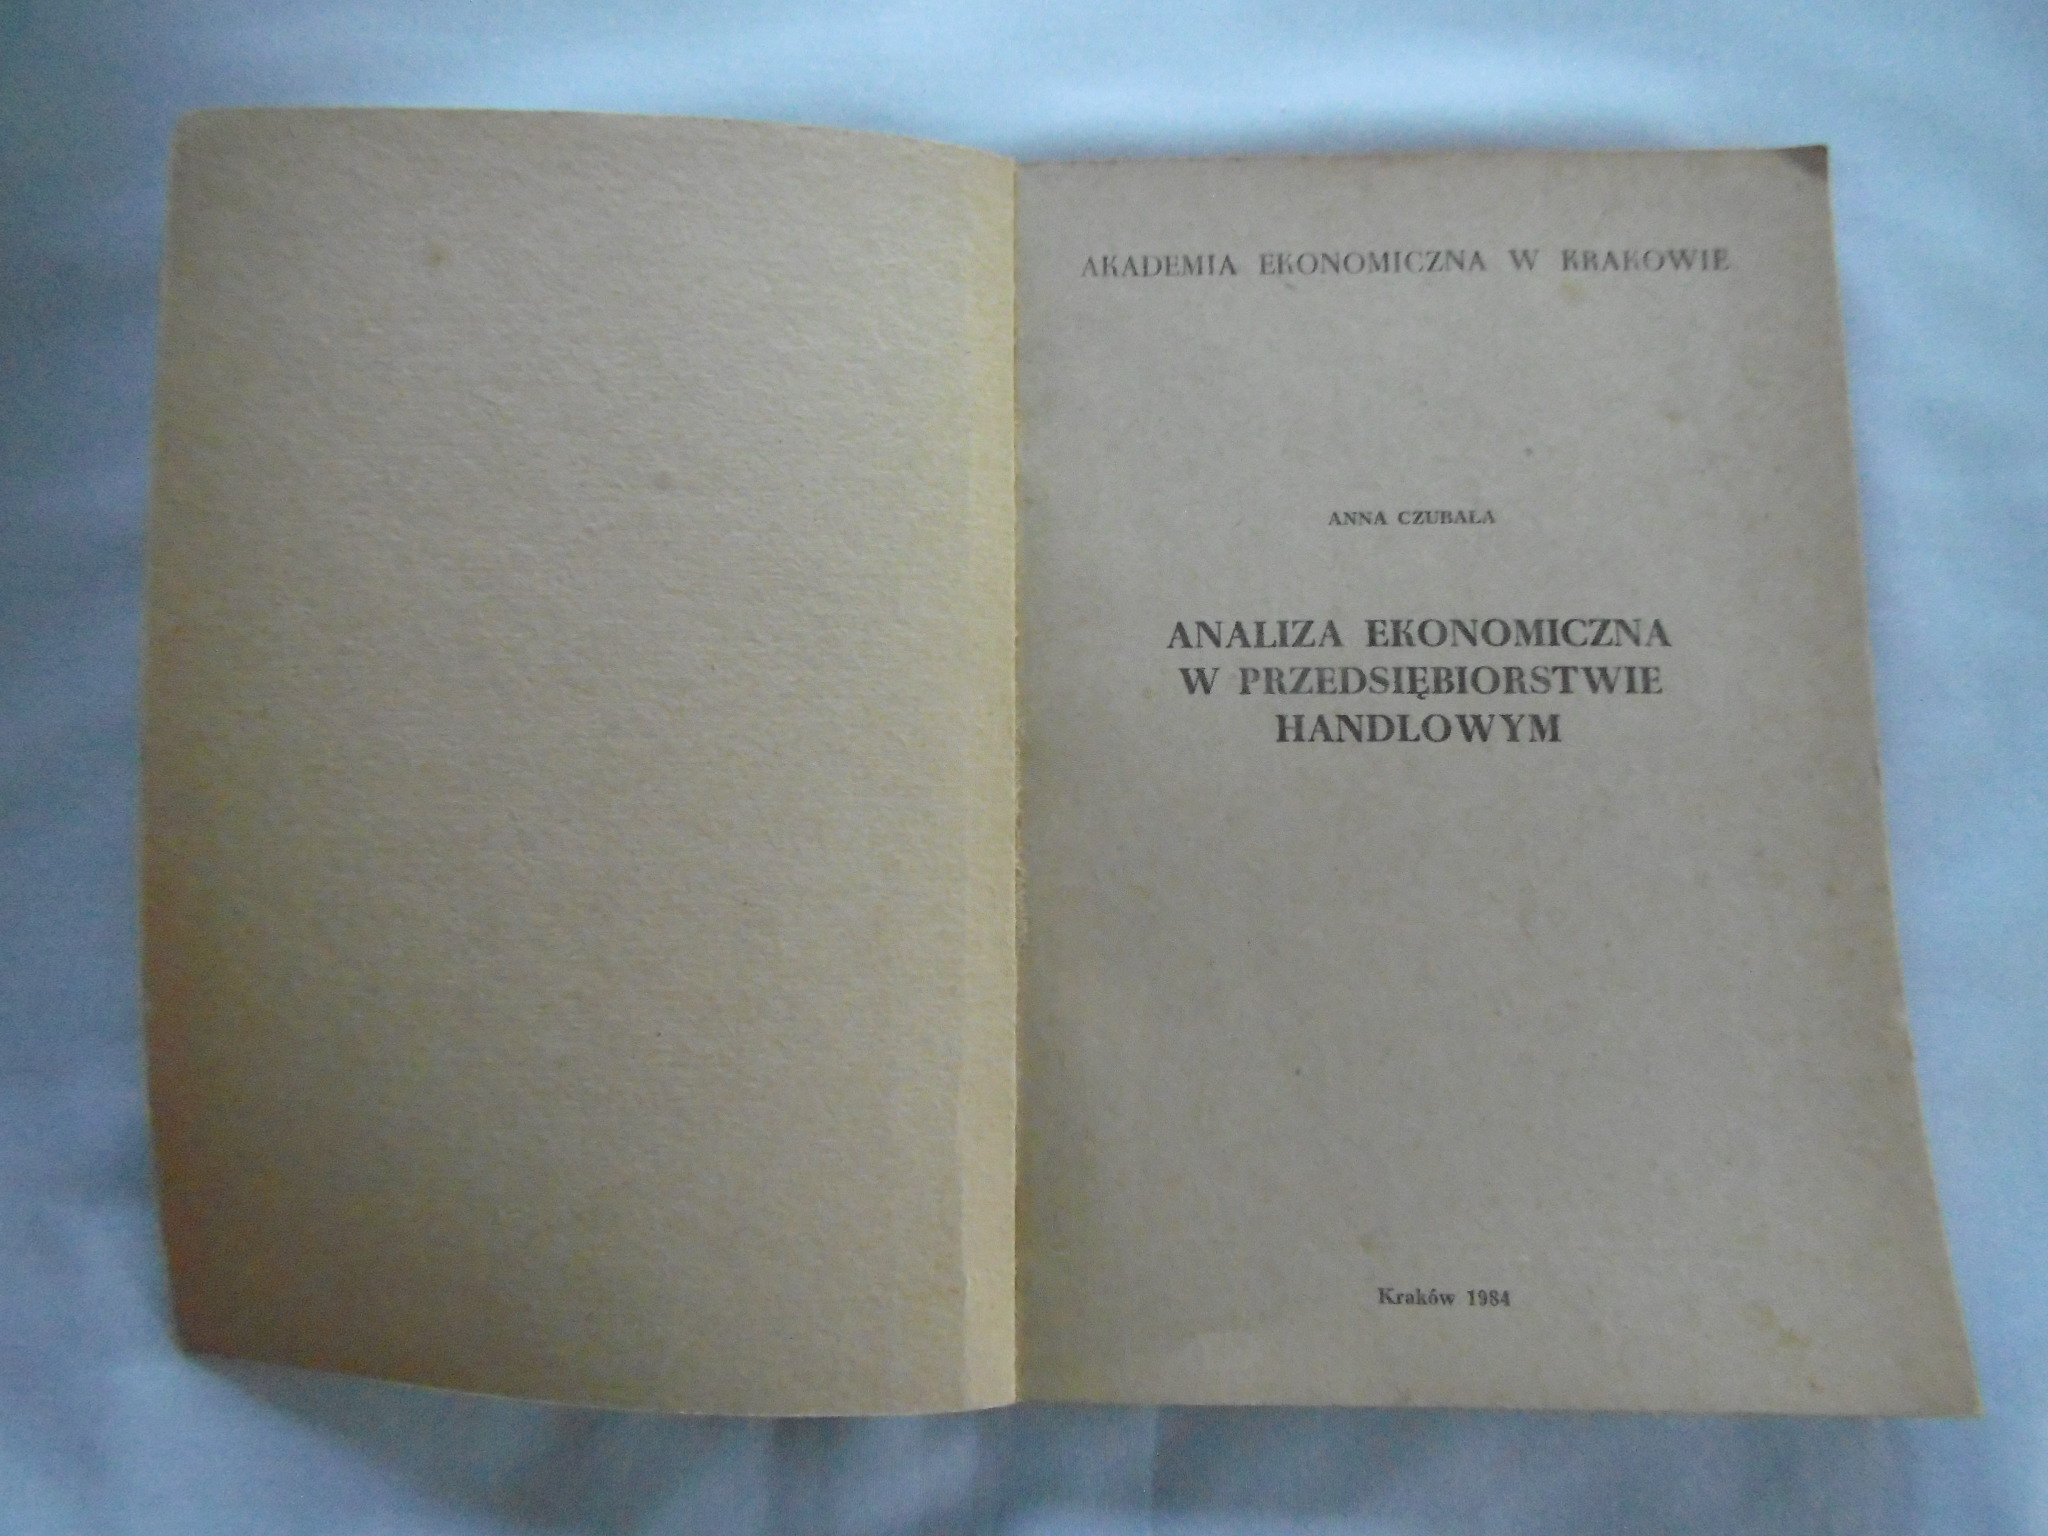 AKADEMIA EKONOMICZNA W KRAKOWIE
ANNA CZUBAŁA
ANALIZA EKONOMICZNA
W PRZEDSIĘBIORSTWIE
HANDLOWYM
Kraków 1984